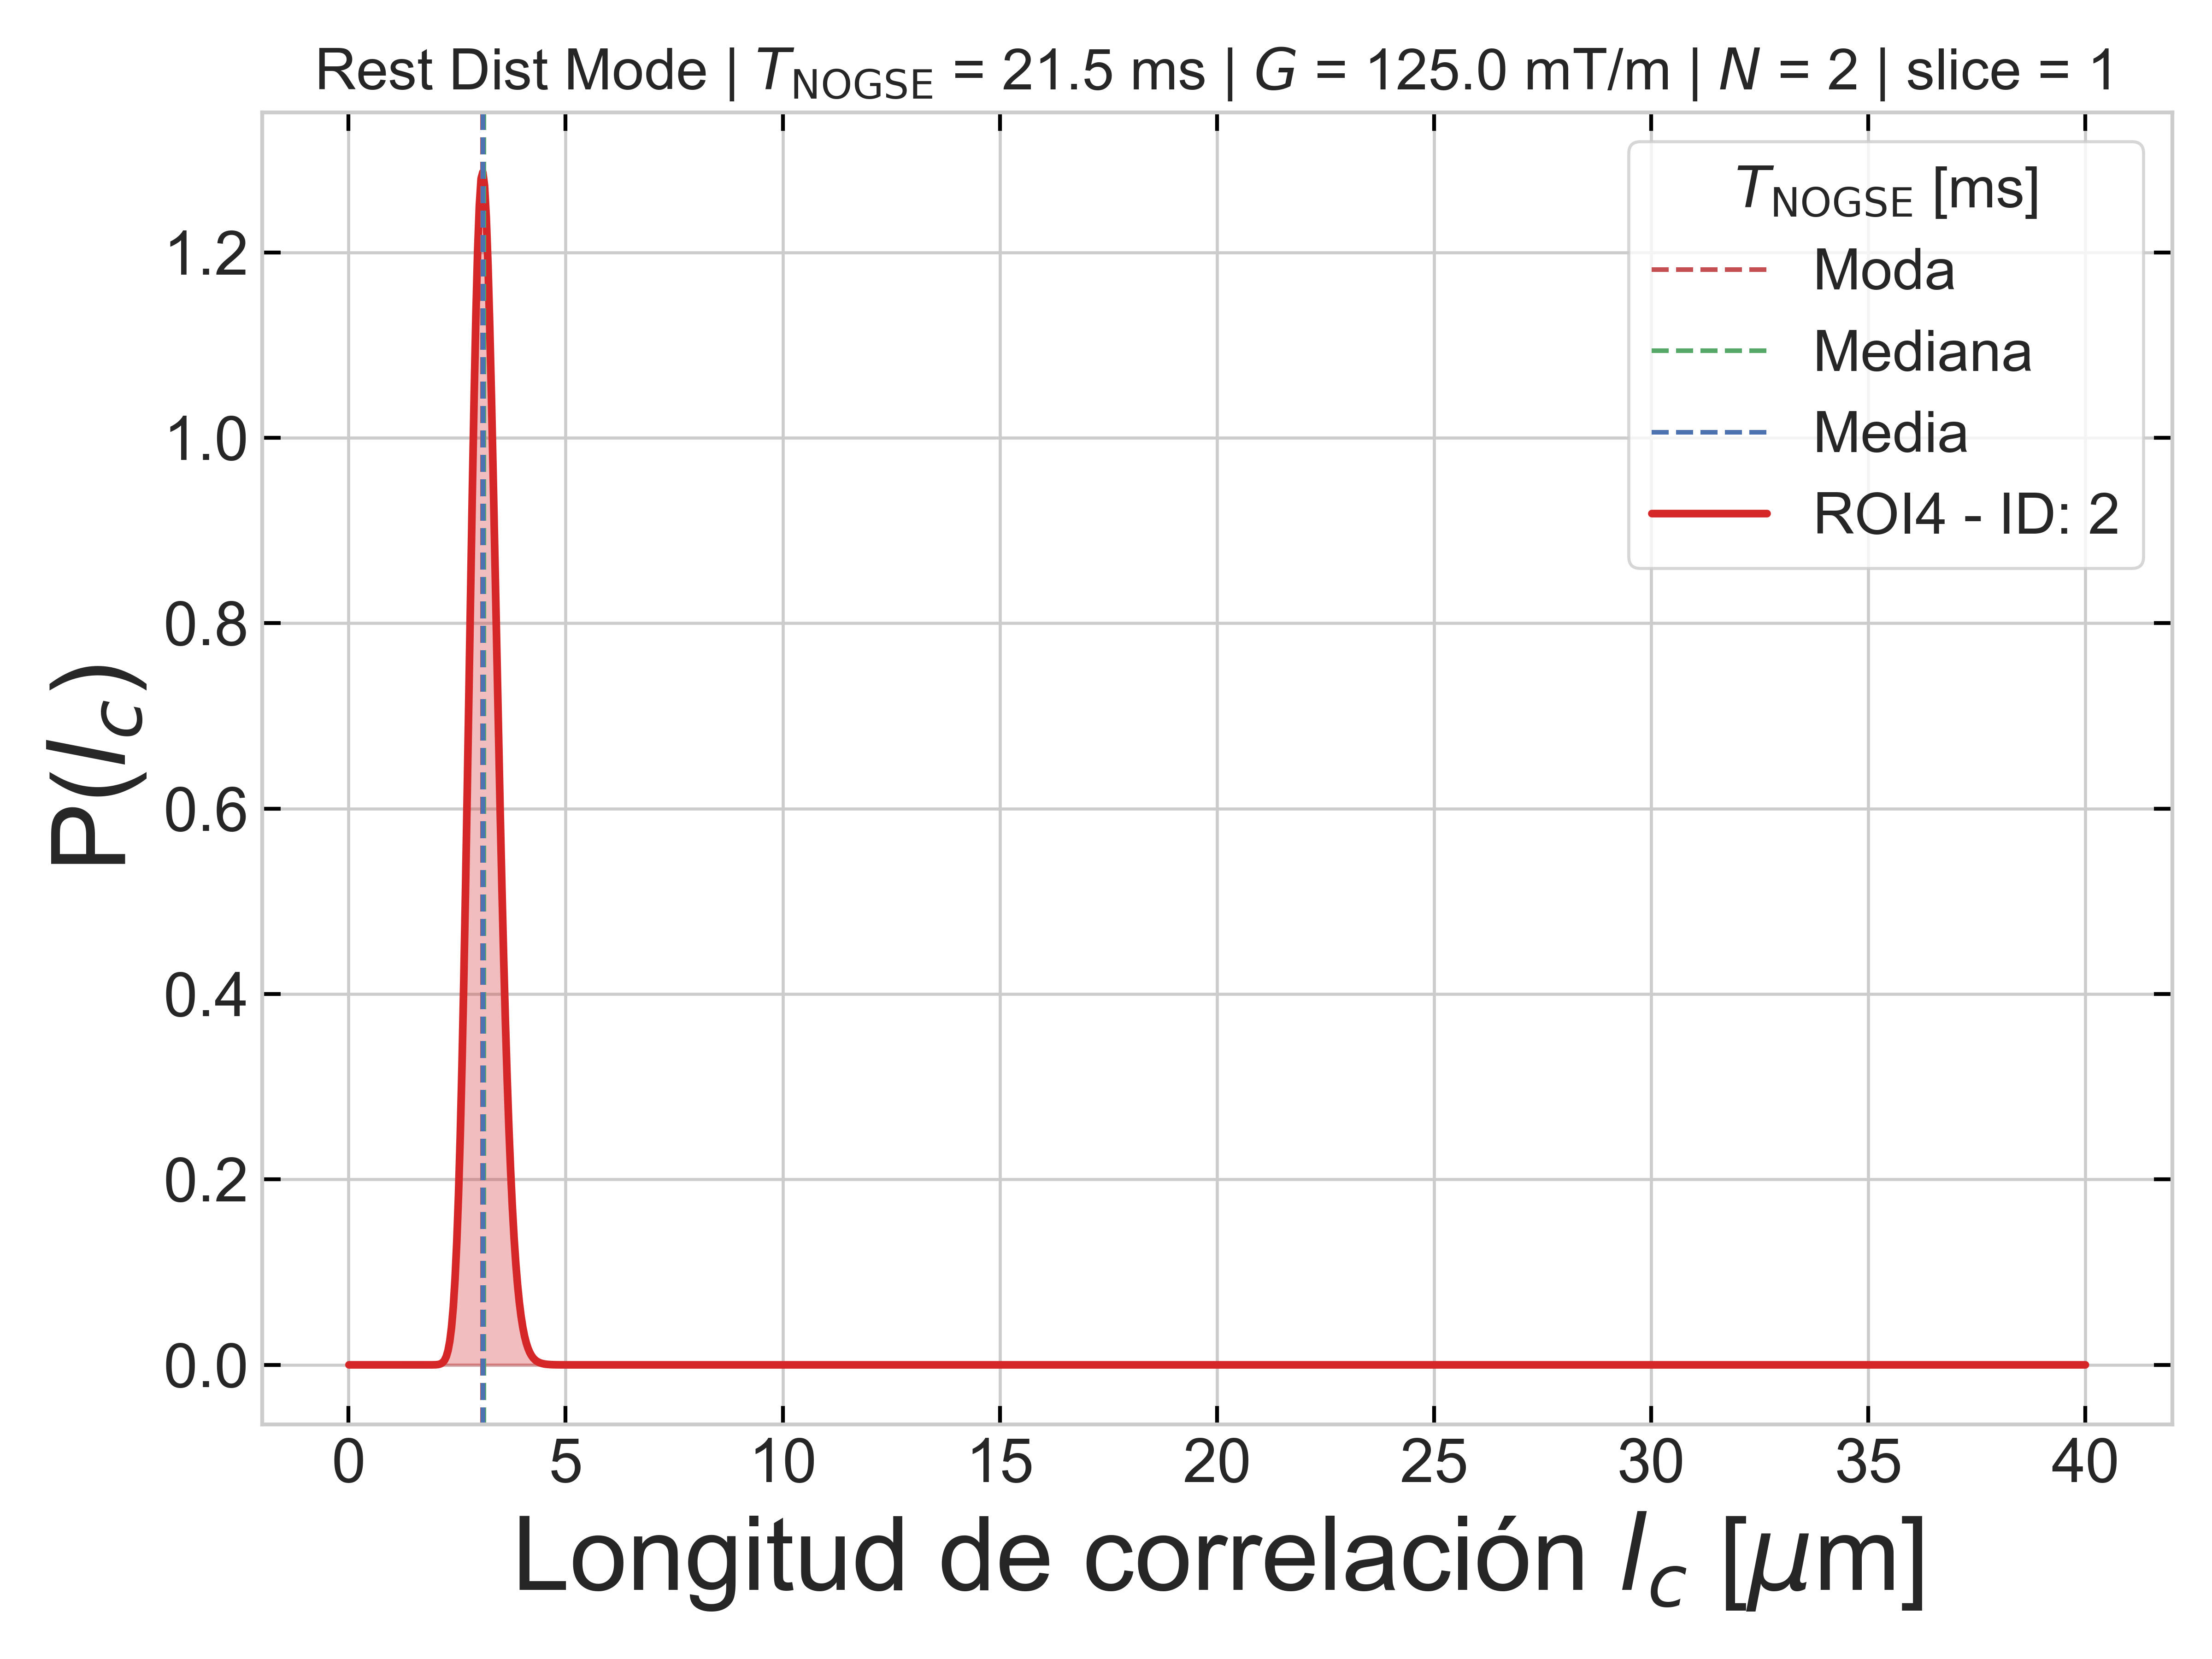 Rest Dist Mode | T_NOGSE = 21.5 ms | G = 125.0 mT/m | N = 2 | slice = 1
T_NOGSE [ms]
Moda
Mediana
Media
ROI4 - ID: 2
P(l_c)
1.2
1.0
0.8
0.6
0.4
0.2
0.0
0 5 10 15 20 25 30 35 40
Longitud de correlación l_c [μm]